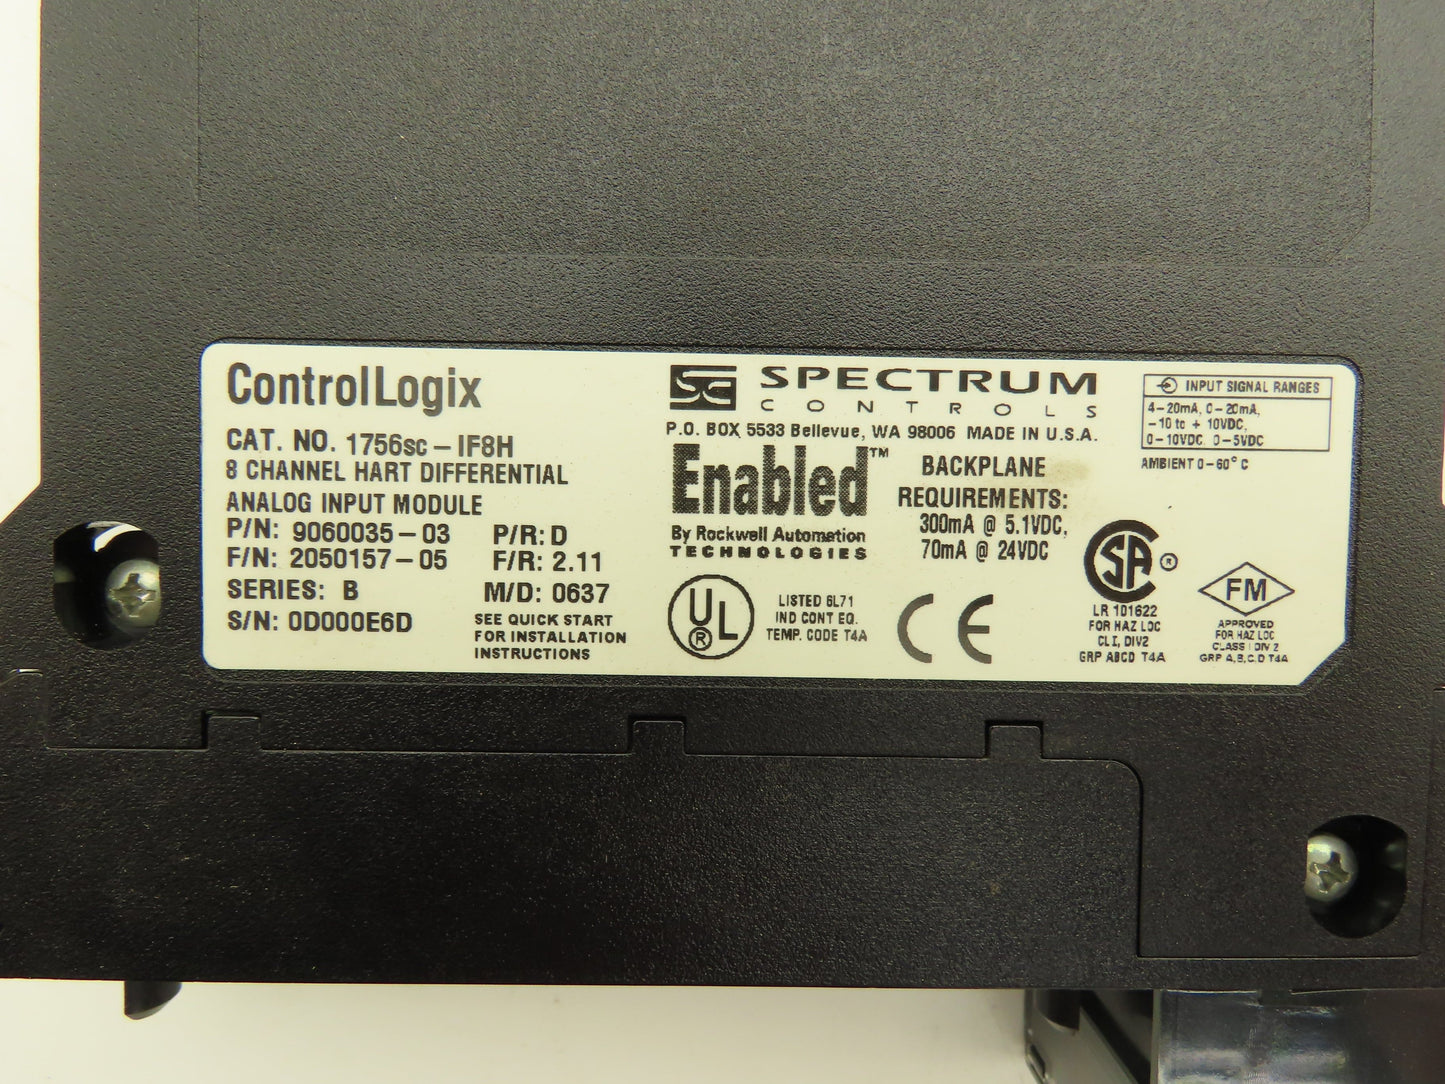 ControlLogix
CAT. NO. 1756sc-IF8H
8 CHANNEL HART DIFFERENTIAL
ANALOG INPUT MODULE
P/N: 9060035-03 P/R: D
F/N: 2050157-05 F/R: 2.11
SERIES: B M/D: 0637
S/N: 0D000E6D
SEE QUICK START
FOR INSTALLATION
INSTRUCTIONS
SC SPECTRUM
CONTROLS
P.O. BOX 5533 Bellevue, WA 98006 MADE IN U.S.A.
Enabled™
By Rockwell Automation
TECHNOLOGIES
BACKPLANE
REQUIREMENTS:
300mA @ 5.1VDC,
70mA @ 24VDC
UL ®
LISTED 6L71
IND CONT EQ.
TEMP. CODE T4A
CE
INPUT SIGNAL RANGES
4-20mA, 0-20mA,
-10 to + 10VDC,
0-10VDC 0-5VDC
AMBIENT 0-60° C
SA ®
LR 101622
FOR HAZ LOC
CL I, DIV2
GRP ABCD T4A
FM
APPROVED
FOR HAZ LOC
CLASS I DIV 2
GRP A,B,C,D T4A